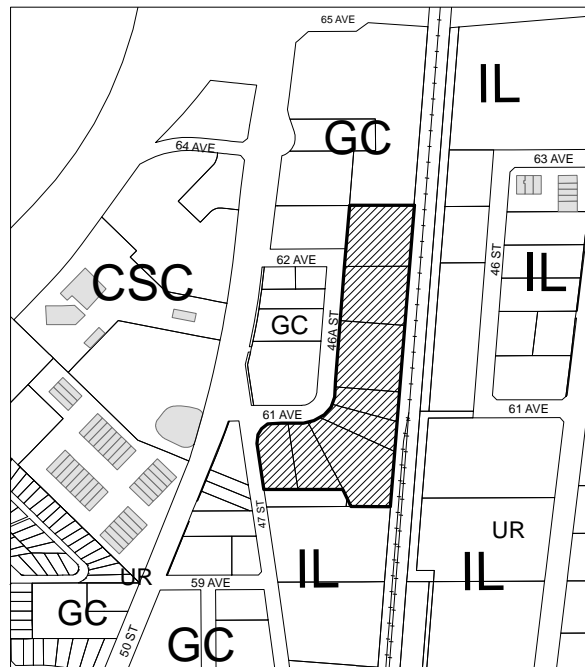 65 AVE
IL
GC
64 AVE
63 AVE
46 ST
62 AVE
IL
CSC
46A ST
GC
61 AVE
61 AVE
47 ST
UR
UR
IL
IL
59 AVE
GC
50 ST
GC